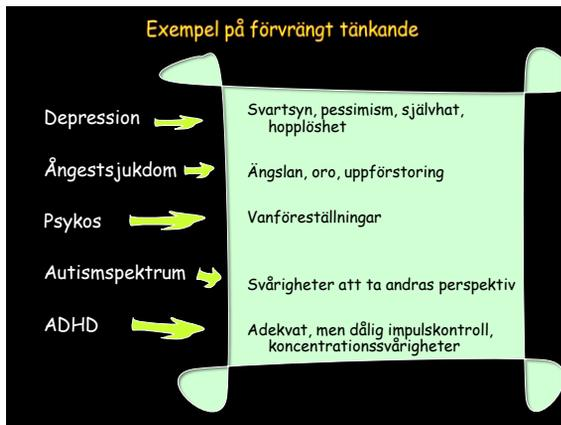 Exempel på förvrängt tänkande
Depression
Svartsyn, pessimism, självhat,
hopplöshet
Ångestsjukdom
Ängslan, oro, uppförstoring
Psykos
Vanföreställningar
Autismspektrum
Svårigheter att ta andras perspektiv
ADHD
Adekvat, men dålig impulskontroll,
koncentrationssvårigheter